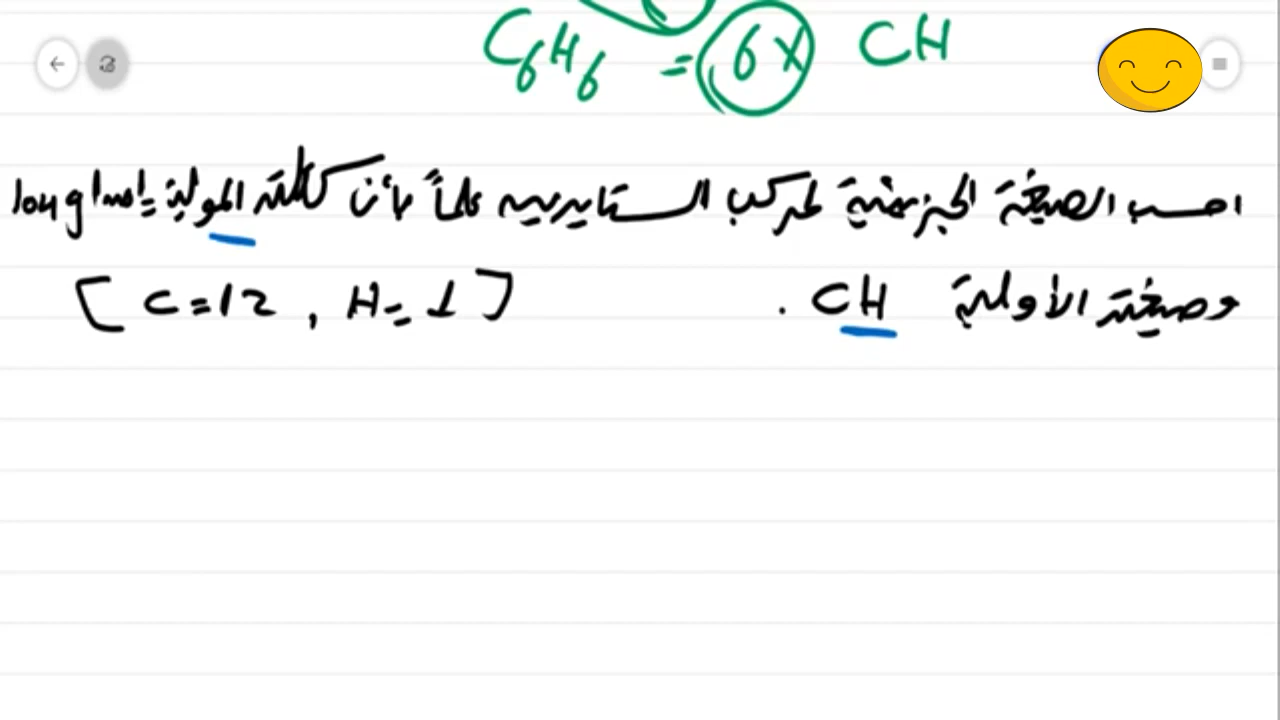 C₆H₆ = 6 x CH
احسب الصيغة الجزيئية لمركب الستايرين علماً بأن كتلته المولية = 104 g/mol
وصيغته الأولية CH . [ C = 12 , H = 1 ]